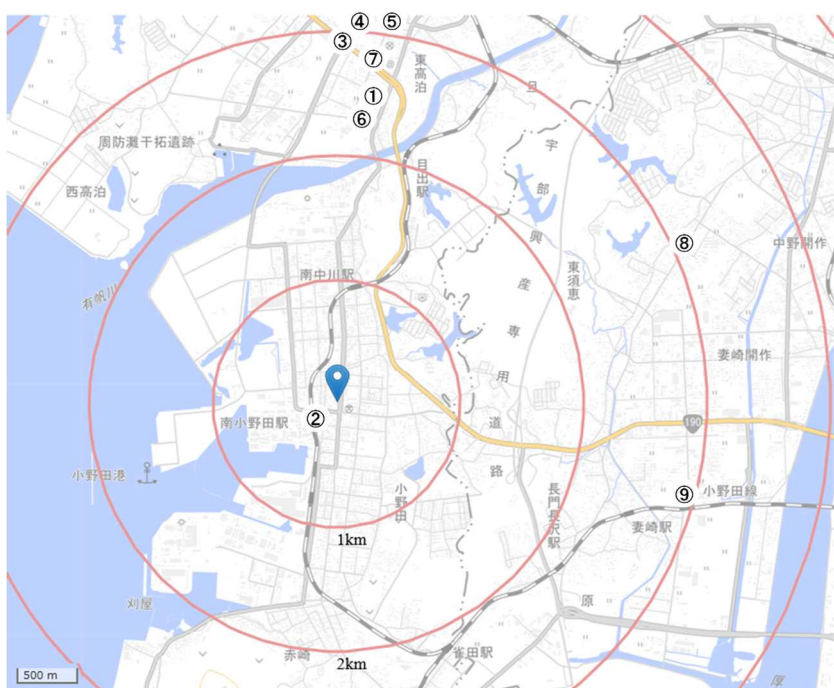 ④ ⑤
③
⑦
東高泊
①
⑥
旦
周防灘干拓遺跡
目出駅
宇部興産専用道路
西高泊
⑧
中野開作
有帆川
南中川駅
東須恵
妻崎開作
②
南小野田駅
190
小野田港
小野田
長門長沢駅
⑨
小野田線
1km
妻崎駅
刈屋
原
2km
赤崎
雀田駅
500 m
厚